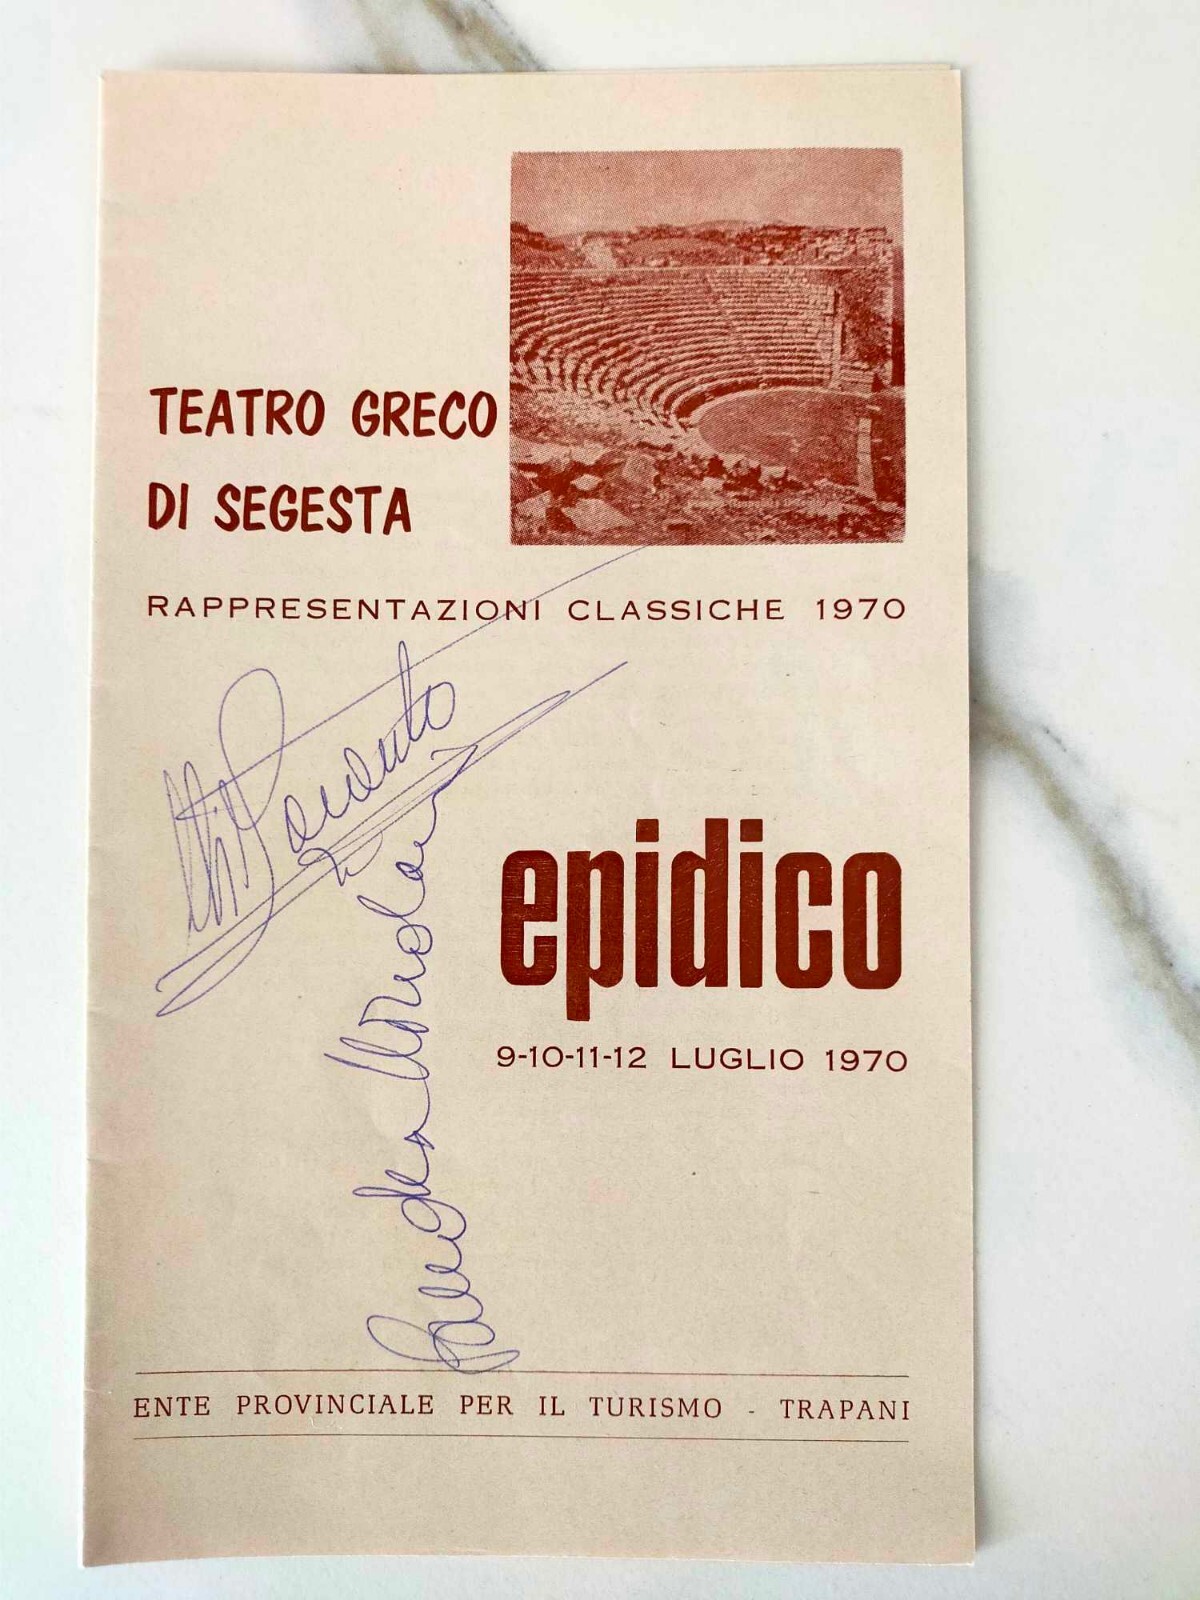 TEATRO GRECO
DI SEGESTA
RAPPRESENTAZIONI CLASSICHE 1970
epidico
9-10-11-12 LUGLIO 1970
ENTE PROVINCIALE PER IL TURISMO - TRAPANI